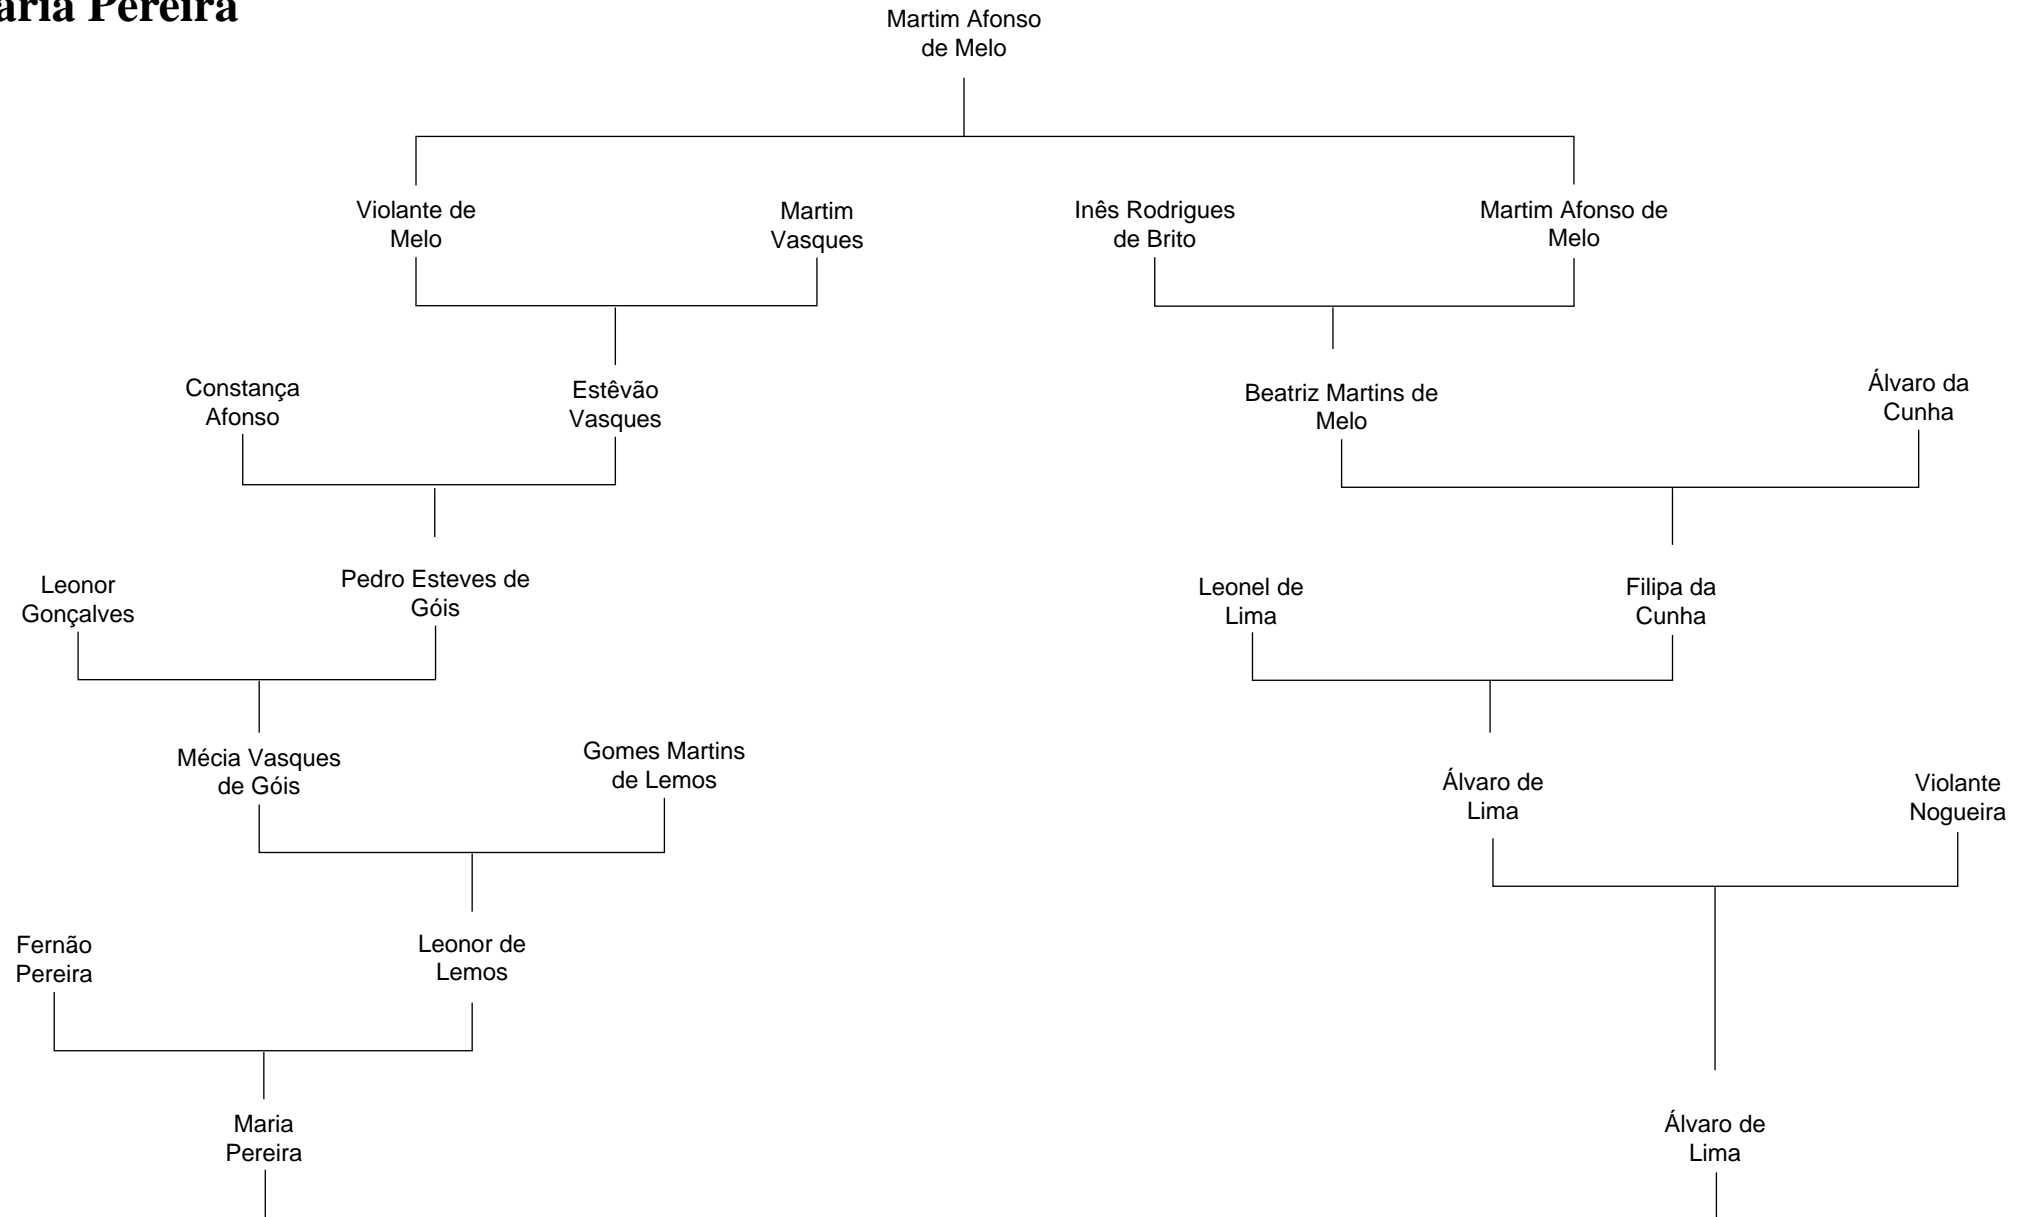 Pereira
Martim Afonso
de Melo
Violante de
Melo
Martim
Vasques
Inês Rodrigues
de Brito
Martim Afonso de
Melo
Constança
Afonso
Estêvão
Vasques
Beatriz Martins de
Melo
Álvaro da
Cunha
Leonor
Gonçalves
Pedro Esteves de
Góis
Leonel de
Lima
Filipa da
Cunha
Mécia Vasques
de Góis
Gomes Martins
de Lemos
Álvaro de
Lima
Violante
Nogueira
Fernão
Pereira
Leonor de
Lemos
Maria
Pereira
Álvaro de
Lima